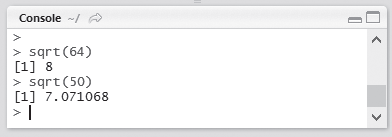 Console ~/
>
> sqrt(64)
[1] 8
> sqrt(50)
[1] 7.071068
>